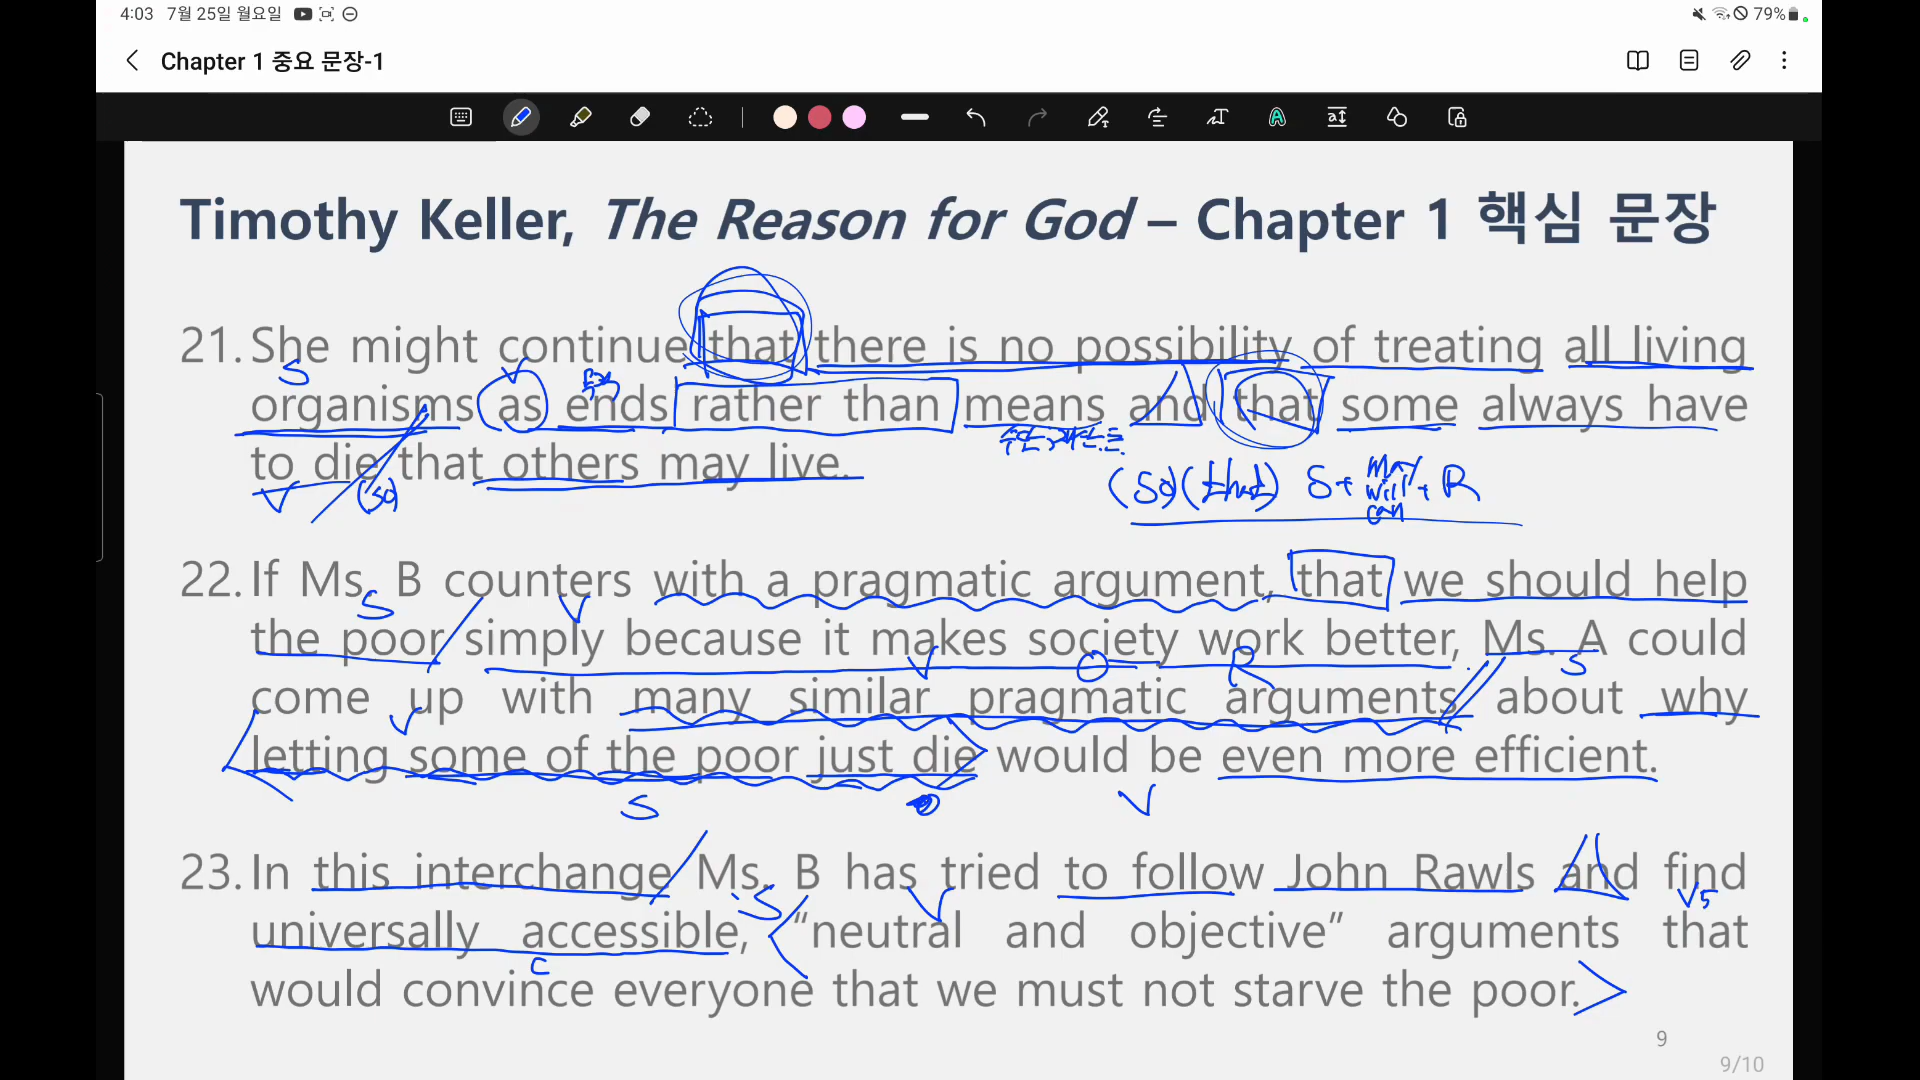 4:03 7월 25일 월요일
79%
Chapter 1 중요 문장-1
Timothy Keller, The Reason for God – Chapter 1 핵심 문장
21. She might continue that there is no possibility of treating all living
S V
organisms as ends rather than means and that some always have
to die that others may live.
V (so)
(So)(that) S+ may/will/can + R
22. If Ms. B counters with a pragmatic argument, that we should help
S V
the poor simply because it makes society work better, Ms. A could
V O R S
come up with many similar pragmatic arguments about why
V
letting some of the poor just die would be even more efficient.
S V
23. In this interchange Ms. B has tried to follow John Rawls and find
S V V5
universally accessible, “neutral and objective” arguments that
C
would convince everyone that we must not starve the poor.
9
9/10